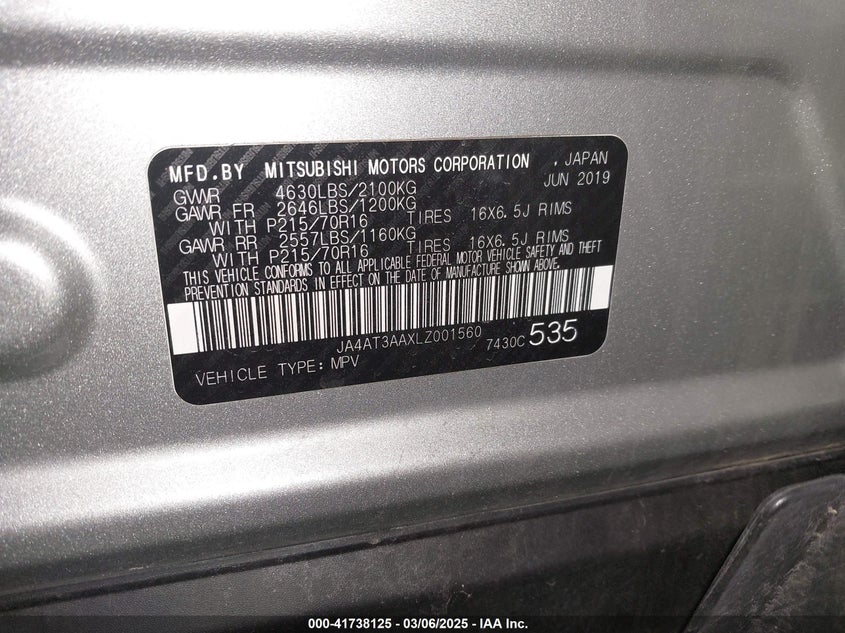 MFD.BY MITSUBISHI MOTORS CORPORATION , JAPAN
GVWR 4630LBS/2100KG JUN 2019
GAWR FR 2646LBS/1200KG
WITH P215/70R16 TIRES 16X6.5J RIMS
GAWR RR 2557LBS/1160KG
WITH P215/70R16 TIRES 16X6.5J RIMS
THIS VEHICLE CONFORMS TO ALL APPLICABLE FEDERAL MOTOR VEHICLE SAFETY AND THEFT
PREVENTION STANDARDS IN EFFECT ON THE DATE OF MANUFACTURE SHOWN ABOVE.
JA4AT3AAXLZ001560 7430C 535
VEHICLE TYPE: MPV
000-41738125 - 03/06/2025 - IAA Inc.